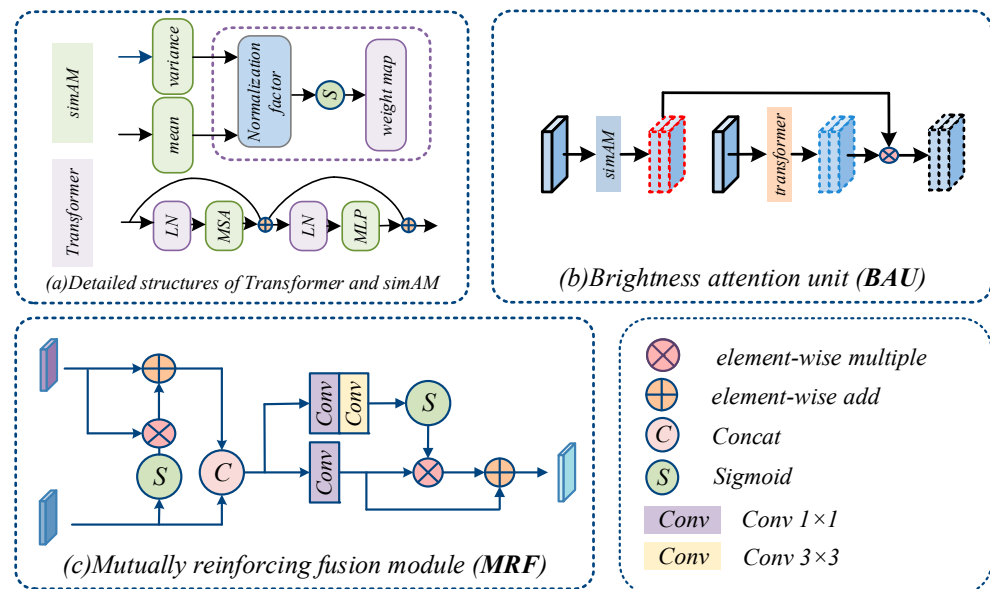 simAM
variance
mean
Normalization
factor
S
weight map
Transformer
LN
MSA
LN
MLP
(a)Detailed structures of Transformer and simAM
simAM
transformer
(b)Brightness attention unit (BAU)
S
C
Conv
Conv
S
Conv
(c)Mutually reinforcing fusion module (MRF)
element-wise multiple
element-wise add
C Concat
S Sigmoid
Conv Conv 1×1
Conv Conv 3×3